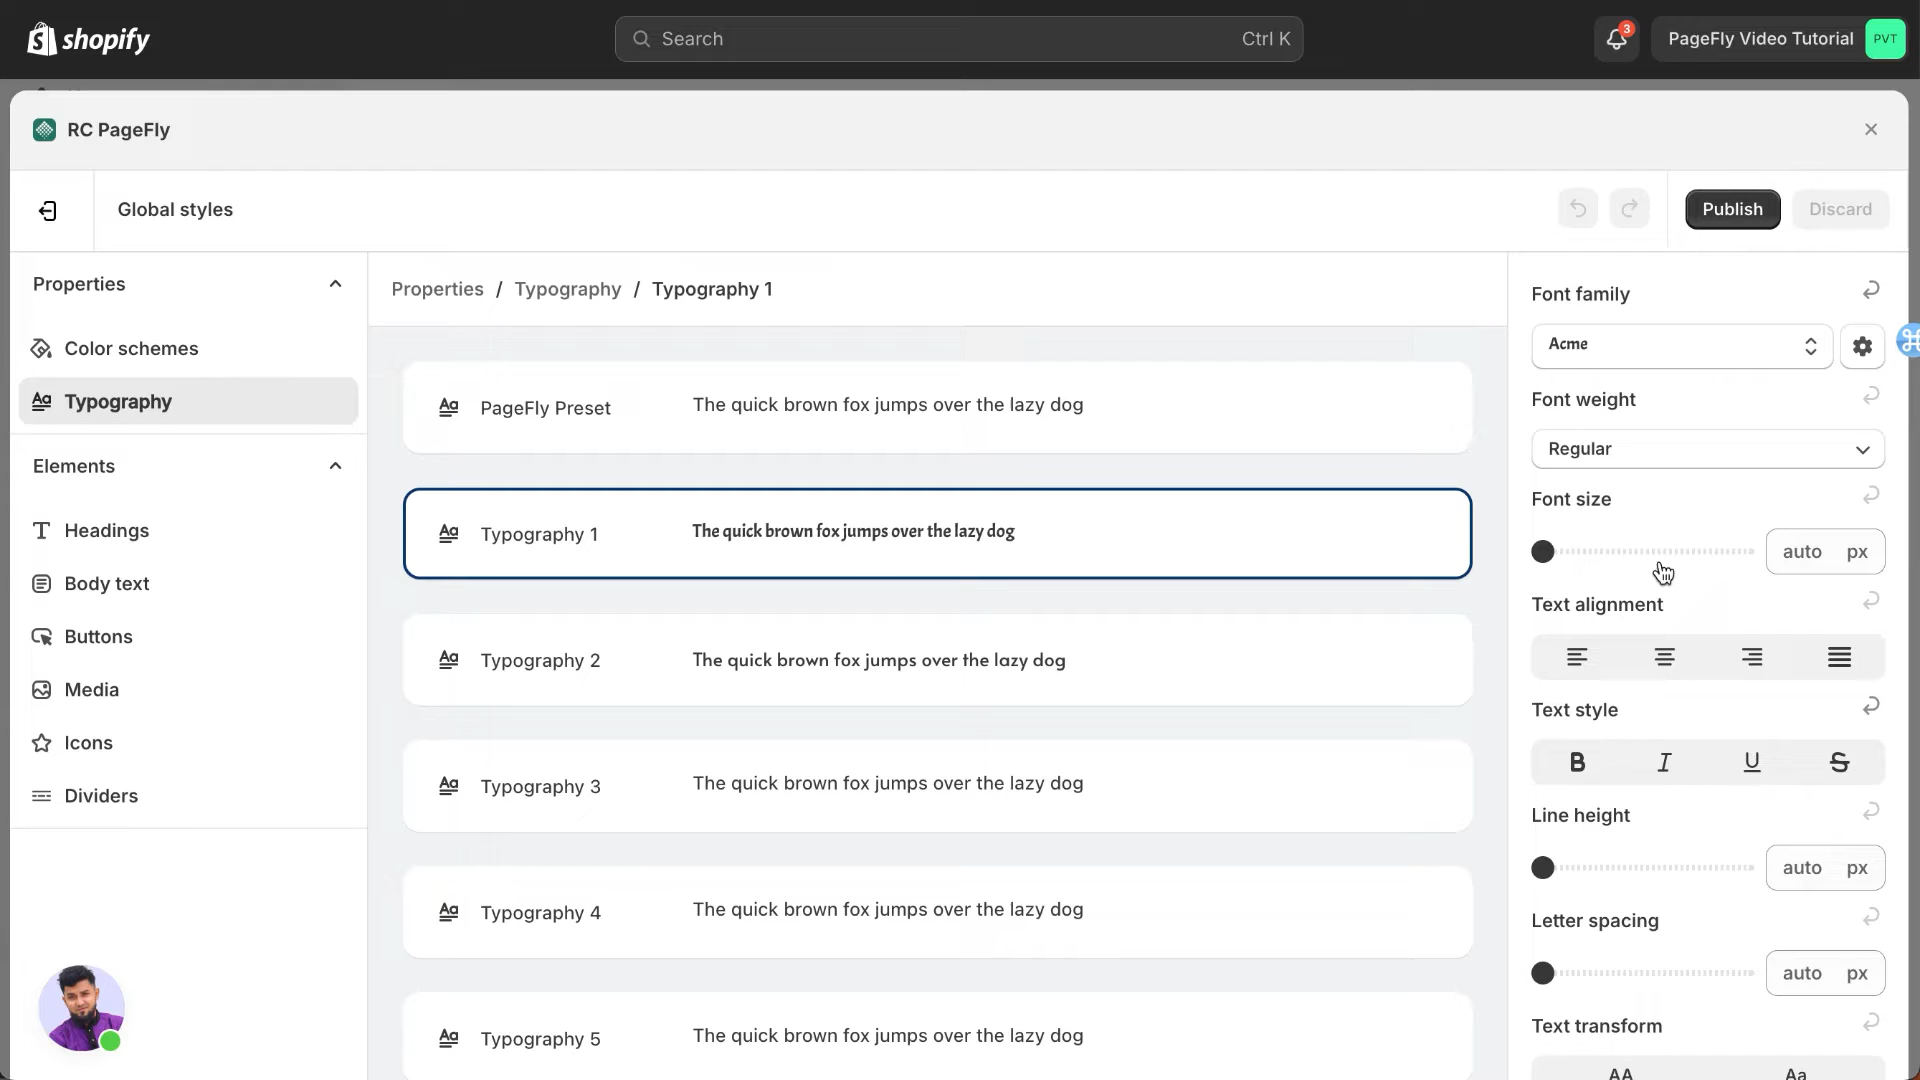 shopify
Search
Ctrl K
3
PageFly Video Tutorial
PVT
RC PageFly
Global styles
Publish
Discard
Properties
Color schemes
Typography
Elements
Headings
Body text
Buttons
Media
Icons
Dividers
Properties / Typography / Typography 1
PageFly Preset
The quick brown fox jumps over the lazy dog
Typography 1
The quick brown fox jumps over the lazy dog
Typography 2
The quick brown fox jumps over the lazy dog
Typography 3
The quick brown fox jumps over the lazy dog
Typography 4
The quick brown fox jumps over the lazy dog
Typography 5
The quick brown fox jumps over the lazy dog
Font family
Acme
Font weight
Regular
Font size
auto px
Text alignment
Text style
B I U S
Line height
auto px
Letter spacing
auto px
Text transform
AA Aa